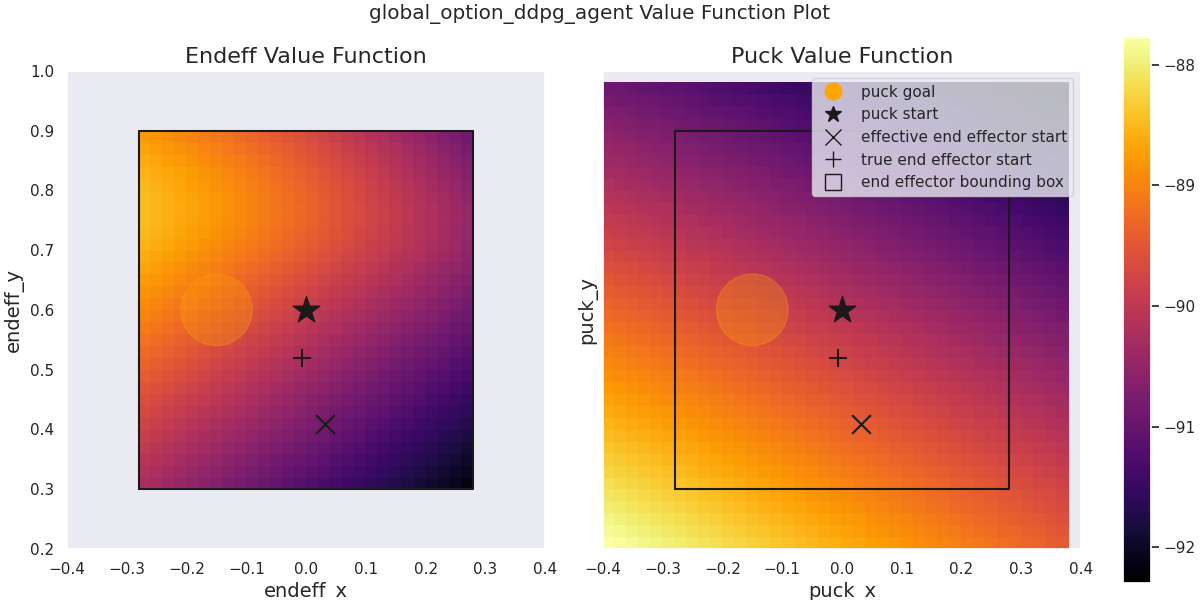 global_option_ddpg_agent Value Function Plot
Endeff Value Function
1.0
0.9
0.8
0.7
0.6
0.5
0.4
0.3
0.2
endeff_y
−0.4 −0.3 −0.2 −0.1 0.0 0.1 0.2 0.3 0.4
endeff_x
Puck Value Function
puck goal
puck start
effective end effector start
true end effector start
end effector bounding box
puck_y
−0.4 −0.3 −0.2 −0.1 0.0 0.1 0.2 0.3 0.4
puck_x
−88
−89
−90
−91
−92